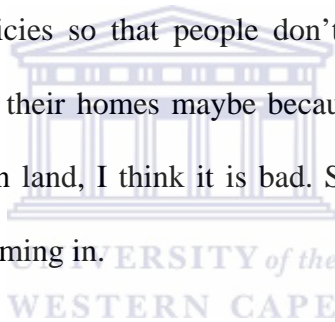 icies so that people don't
their homes maybe becau
n land, I think it is bad. S
ming in.
UNIVERSITY of the
WESTERN CAPE